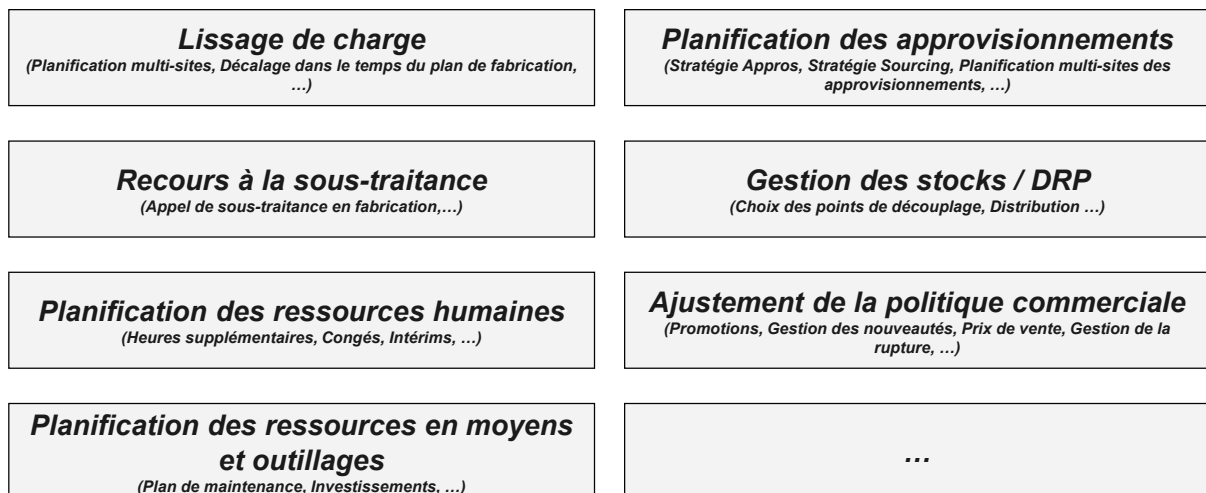 Lissage de charge
(Planification multi-sites, Décalage dans le temps du plan de fabrication,
…)
Planification des approvisionnements
(Stratégie Appros, Stratégie Sourcing, Planification multi-sites des
approvisionnements, …)
Recours à la sous-traitance
(Appel de sous-traitance en fabrication,…)
Gestion des stocks / DRP
(Choix des points de découplage, Distribution …)
Planification des ressources humaines
(Heures supplémentaires, Congés, Intérims, …)
Ajustement de la politique commerciale
(Promotions, Gestion des nouveautés, Prix de vente, Gestion de la
rupture, …)
Planification des ressources en moyens
et outillages
(Plan de maintenance, Investissements, …)
…